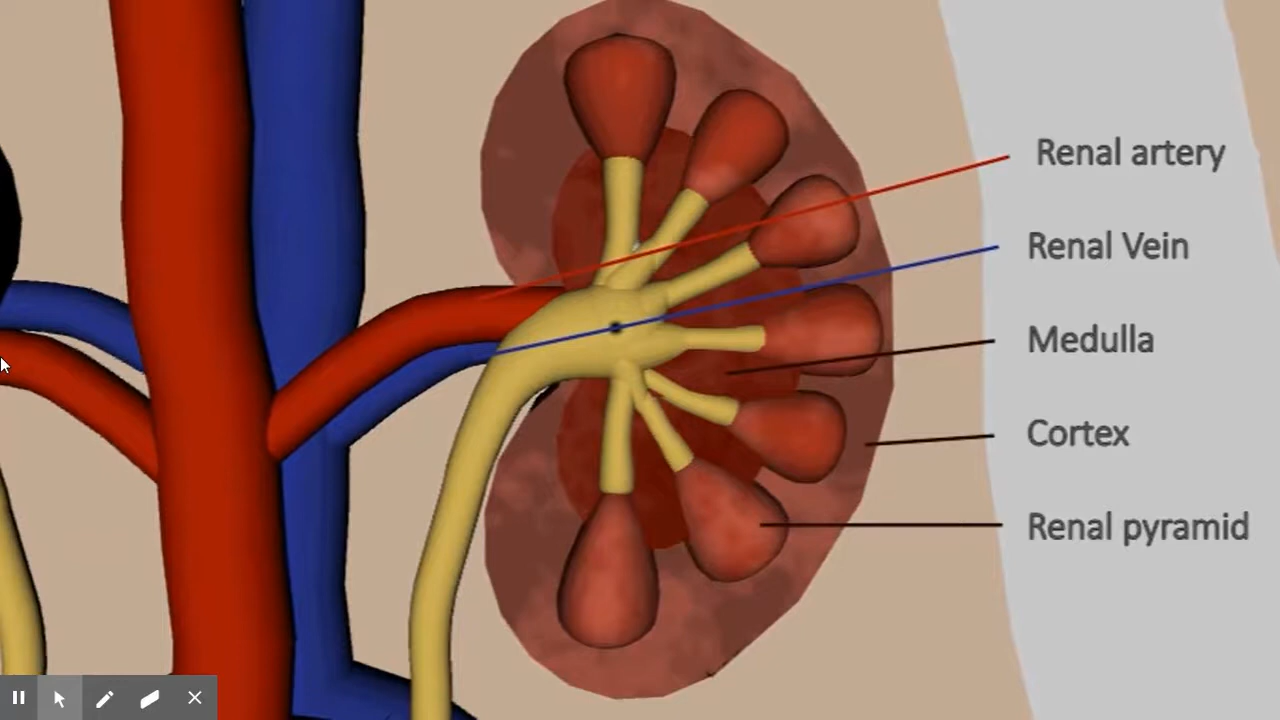 Renal artery
Renal Vein
Medulla
Cortex
Renal pyramid